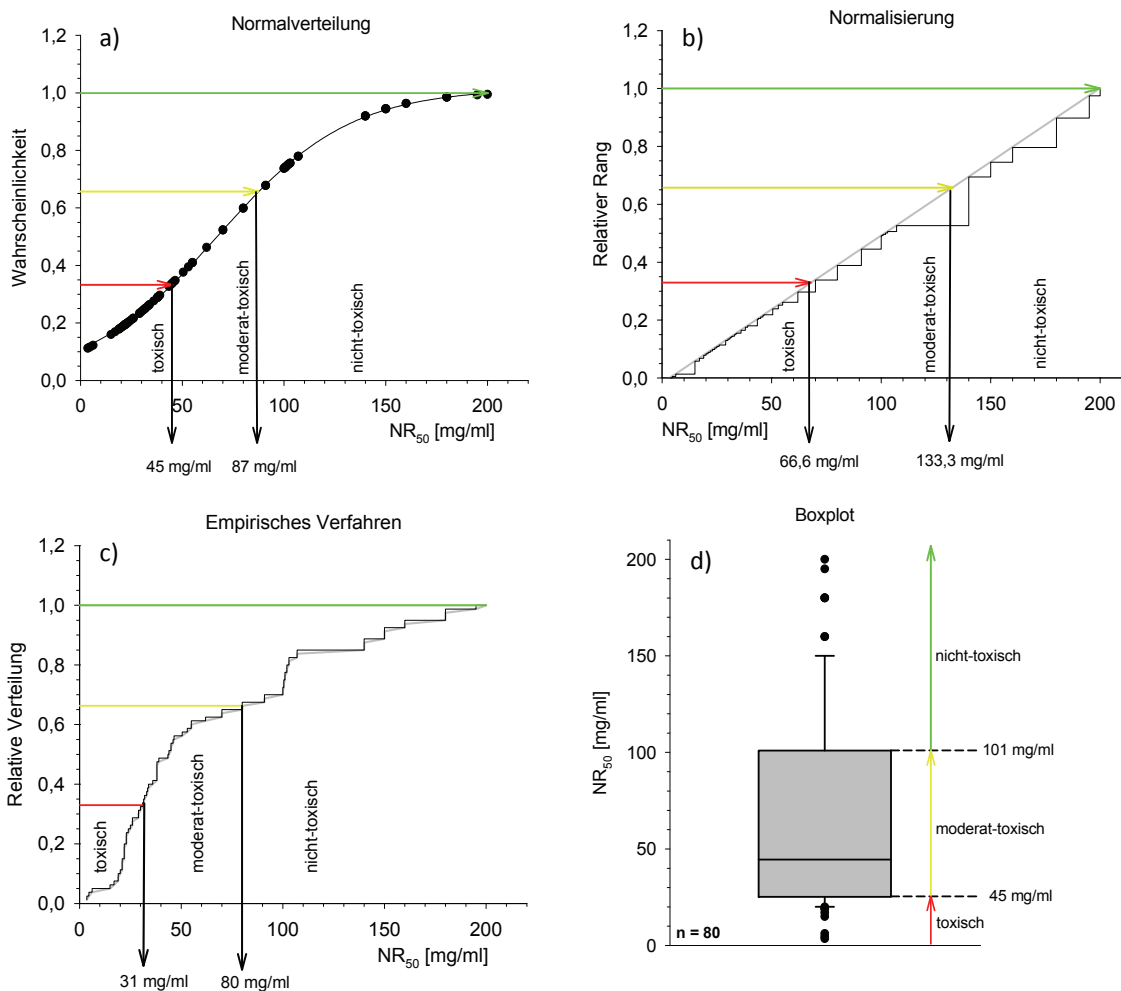 a)
Normalverteilung
Wahrscheinlichkeit
1,2
1,0
0,8
0,6
0,4
0,2
0,0
toxisch
moderat-toxisch
nicht-toxisch
0 50 100 150 200
NR50 [mg/ml]
45 mg/ml 87 mg/ml
b)
Normalisierung
Relativer Rang
1,2
1,0
0,8
0,6
0,4
0,2
0,0
toxisch
moderat-toxisch
nicht-toxisch
0 50 100 150 200
NR50 [mg/ml]
66,6 mg/ml 133,3 mg/ml
Empirisches Verfahren
c)
Relative Verteilung
1,2
1,0
0,8
0,6
0,4
0,2
0,0
toxisch
moderat-toxisch
nicht-toxisch
0 50 100 150 200
NR50 [mg/ml]
31 mg/ml 80 mg/ml
Boxplot
d)
NR50 [mg/ml]
200
150
100
50
0
nicht-toxisch
101 mg/ml
moderat-toxisch
45 mg/ml
toxisch
n = 80